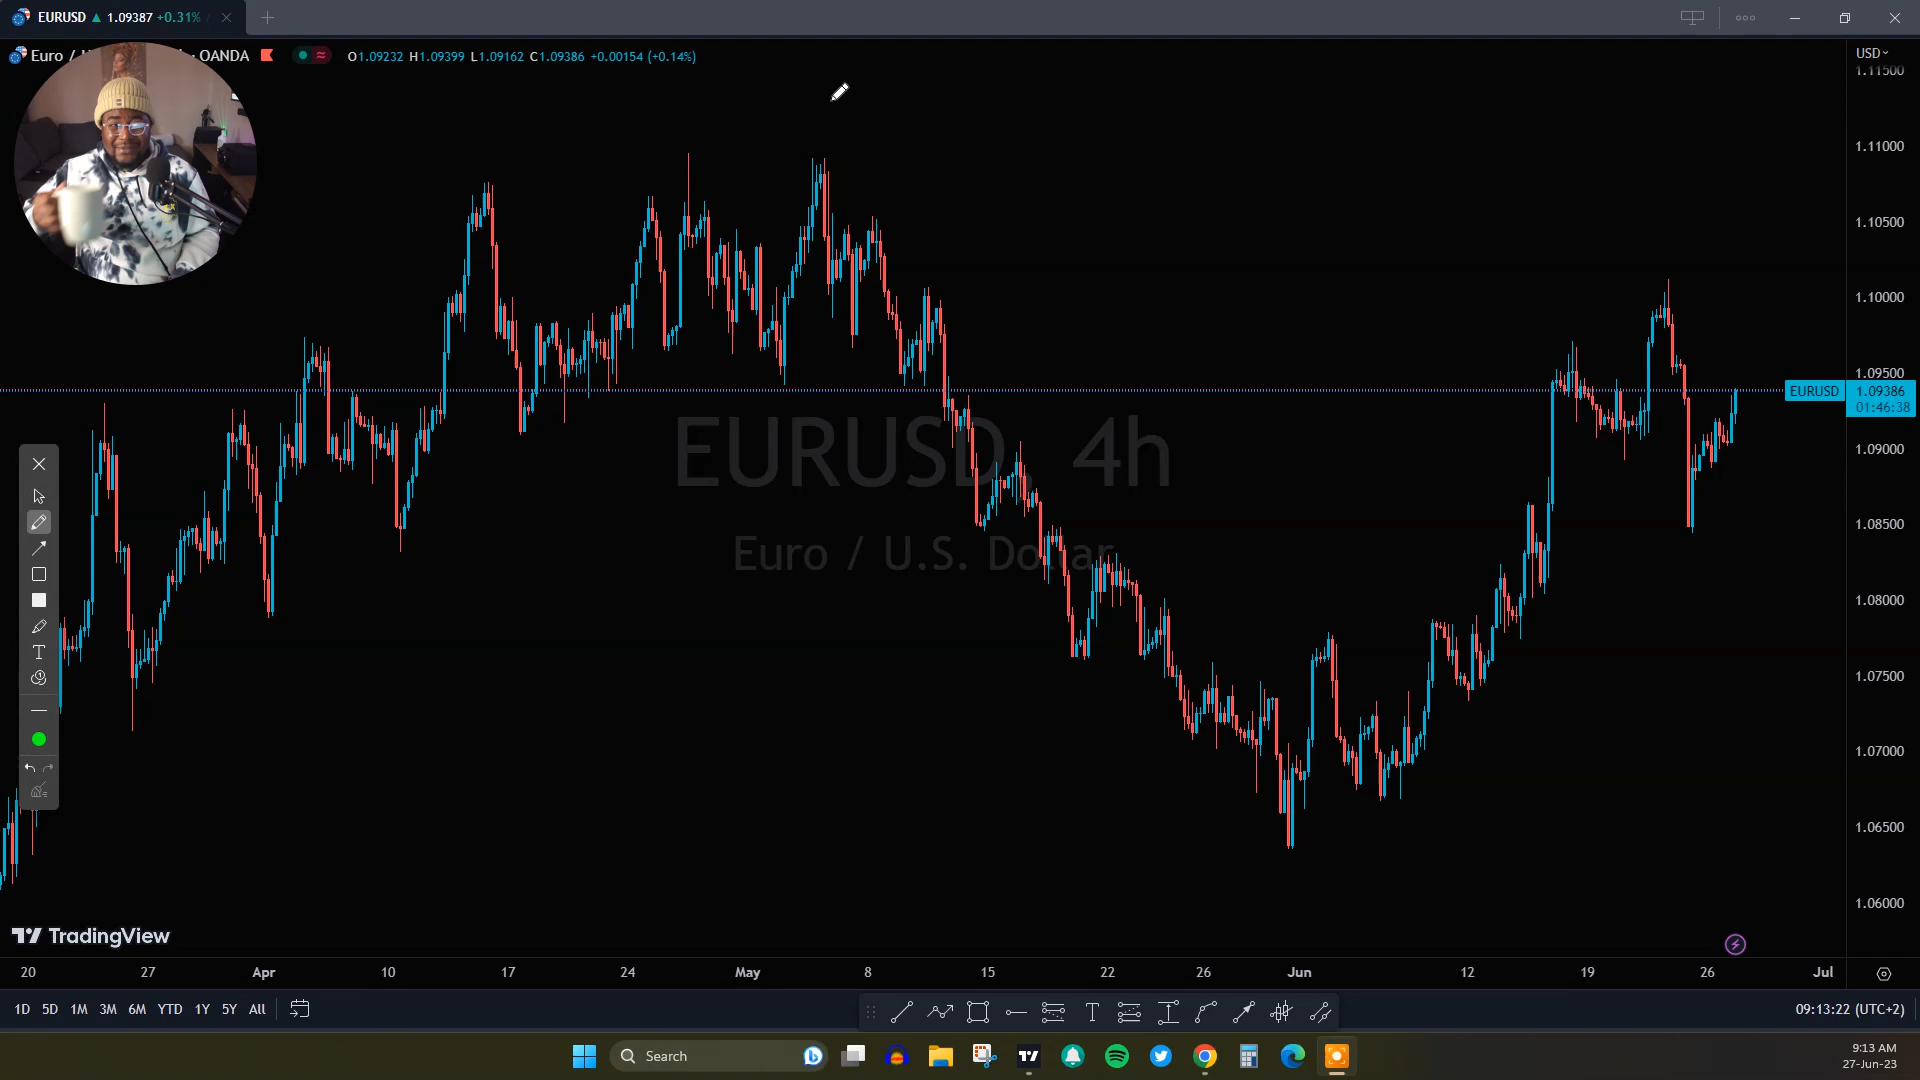 EURUSD ▲ 1.09387 +0.31% /
Euro / · OANDA
O1.09232 H1.09399 L1.09162 C1.09386 +0.00154 (+0.14%)
USD
1.11500
1.11000
1.10500
1.10000
1.09500
EURUSD 1.09386
01:46:38
1.09000
1.08500
1.08000
1.07500
1.07000
1.06500
1.06000
EURUSD, 4h
Euro / U.S. Dollar
T
TradingView
20 27 Apr 10 17 24 May 8 15 22 26 Jun 12 19 26 Jul
1D 5D 1M 3M 6M YTD 1Y 5Y All
T
09:13:22 (UTC+2)
Search
9:13 AM
27-Jun-23